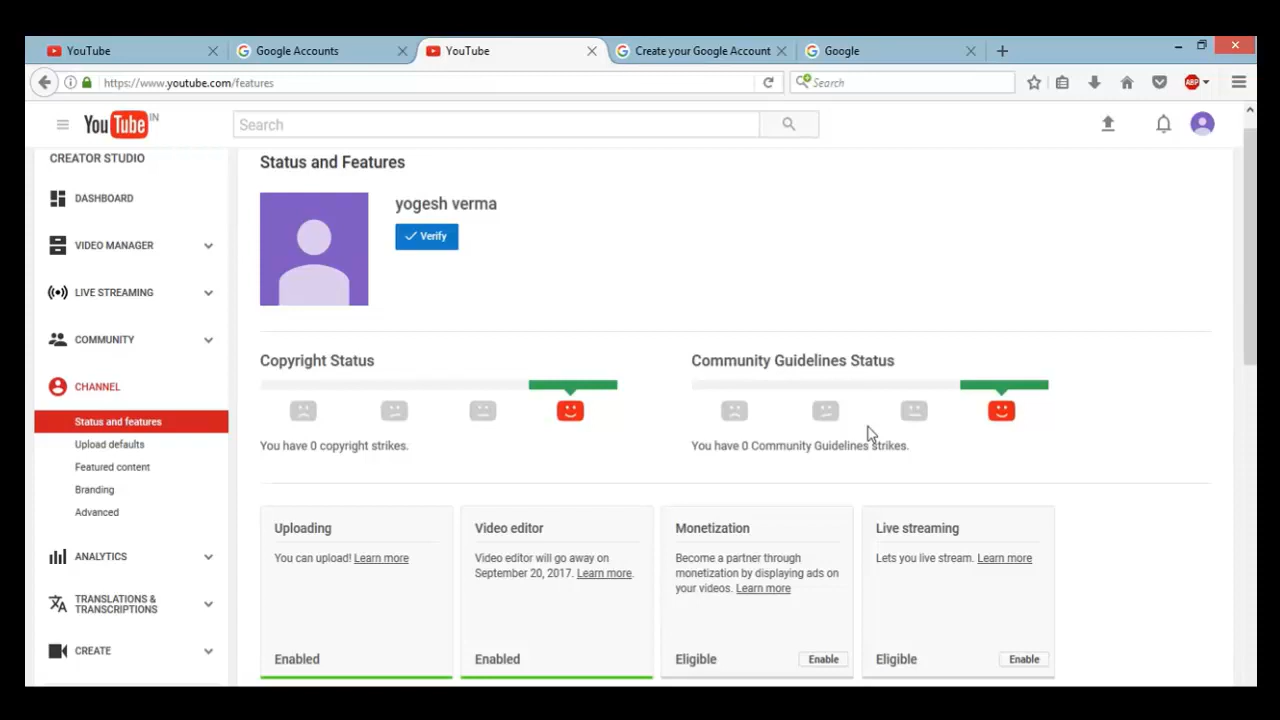 YouTube
Google Accounts
YouTube
Create your Google Account
Google
https://www.youtube.com/features
Search
ABP
YouTube IN
Search
CREATOR STUDIO
DASHBOARD
VIDEO MANAGER
LIVE STREAMING
COMMUNITY
CHANNEL
Status and features
Upload defaults
Featured content
Branding
Advanced
ANALYTICS
TRANSLATIONS &
TRANSCRIPTIONS
CREATE
Status and Features
yogesh verma
Verify
Copyright Status
You have 0 copyright strikes.
Community Guidelines Status
You have 0 Community Guidelines strikes.
Uploading
You can upload! Learn more
Enabled
Video editor
Video editor will go away on
September 20, 2017. Learn more.
Enabled
Monetization
Become a partner through
monetization by displaying ads on
your videos. Learn more
Eligible
Enable
Live streaming
Lets you live stream. Learn more
Eligible
Enable